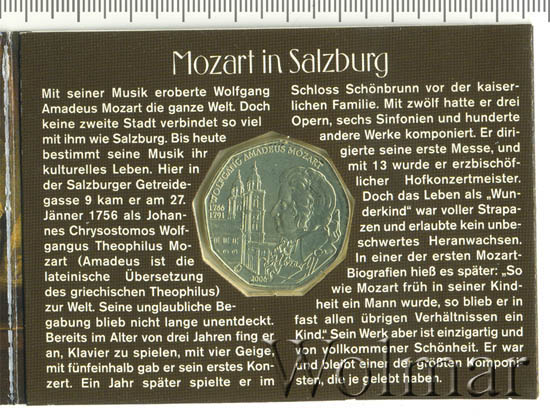 Mozart in Salzburg
Mit seiner Musik eroberte Wolfgang
Amadeus Mozart die ganze Welt. Doch
keine zweite Stadt verbindet so viel
mit ihm wie Salzburg. Bis heute
bestimmt seine Musik ihr
kulturelles Leben. Hier in
der Salzburger Getreide-
gasse 9 kam er am 27.
Jänner 1756 als Johan-
nes Chrysostomos Wolf-
gangus Theophilus Mo-
zart (Amadeus ist die
lateinische Übersetzung
des griechischen Theophilus)
zur Welt. Seine unglaubliche Be-
gabung blieb nicht lange unentdeckt.
Bereits im Alter von drei Jahren fing er
an, Klavier zu spielen, mit vier Geige,
mit fünfeinhalb gab er sein erstes Kon-
zert. Ein Jahr später spielte er im
Schloss Schönbrunn vor der kaiser-
lichen Familie. Mit zwölf hatte er drei
Opern, sechs Sinfonien und hunderte
andere Werke komponiert. Er diri-
gierte seine erste Messe, und
mit 13 wurde er erzbischöf-
licher Hofkonzertmeister.
Doch das Leben als „Wun-
derkind“ war voller Strapa-
zen und erlaubte kein unbe-
schwertes Heranwachsen.
In einer der ersten Mozart-
Biografien hieß es später: „So
wie Mozart früh in seiner Kind-
heit ein Mann wurde, so blieb er in
fast allen übrigen Verhältnissen ein
Kind.“ Sein Werk aber ist einzigartig und
von vollkommener Schönheit. Er war
und bleibt einer der größten Komponi-
sten, die je gelebt haben.
WOLFGANG AMADEUS MOZART
1756
1791
2006
Wolmar